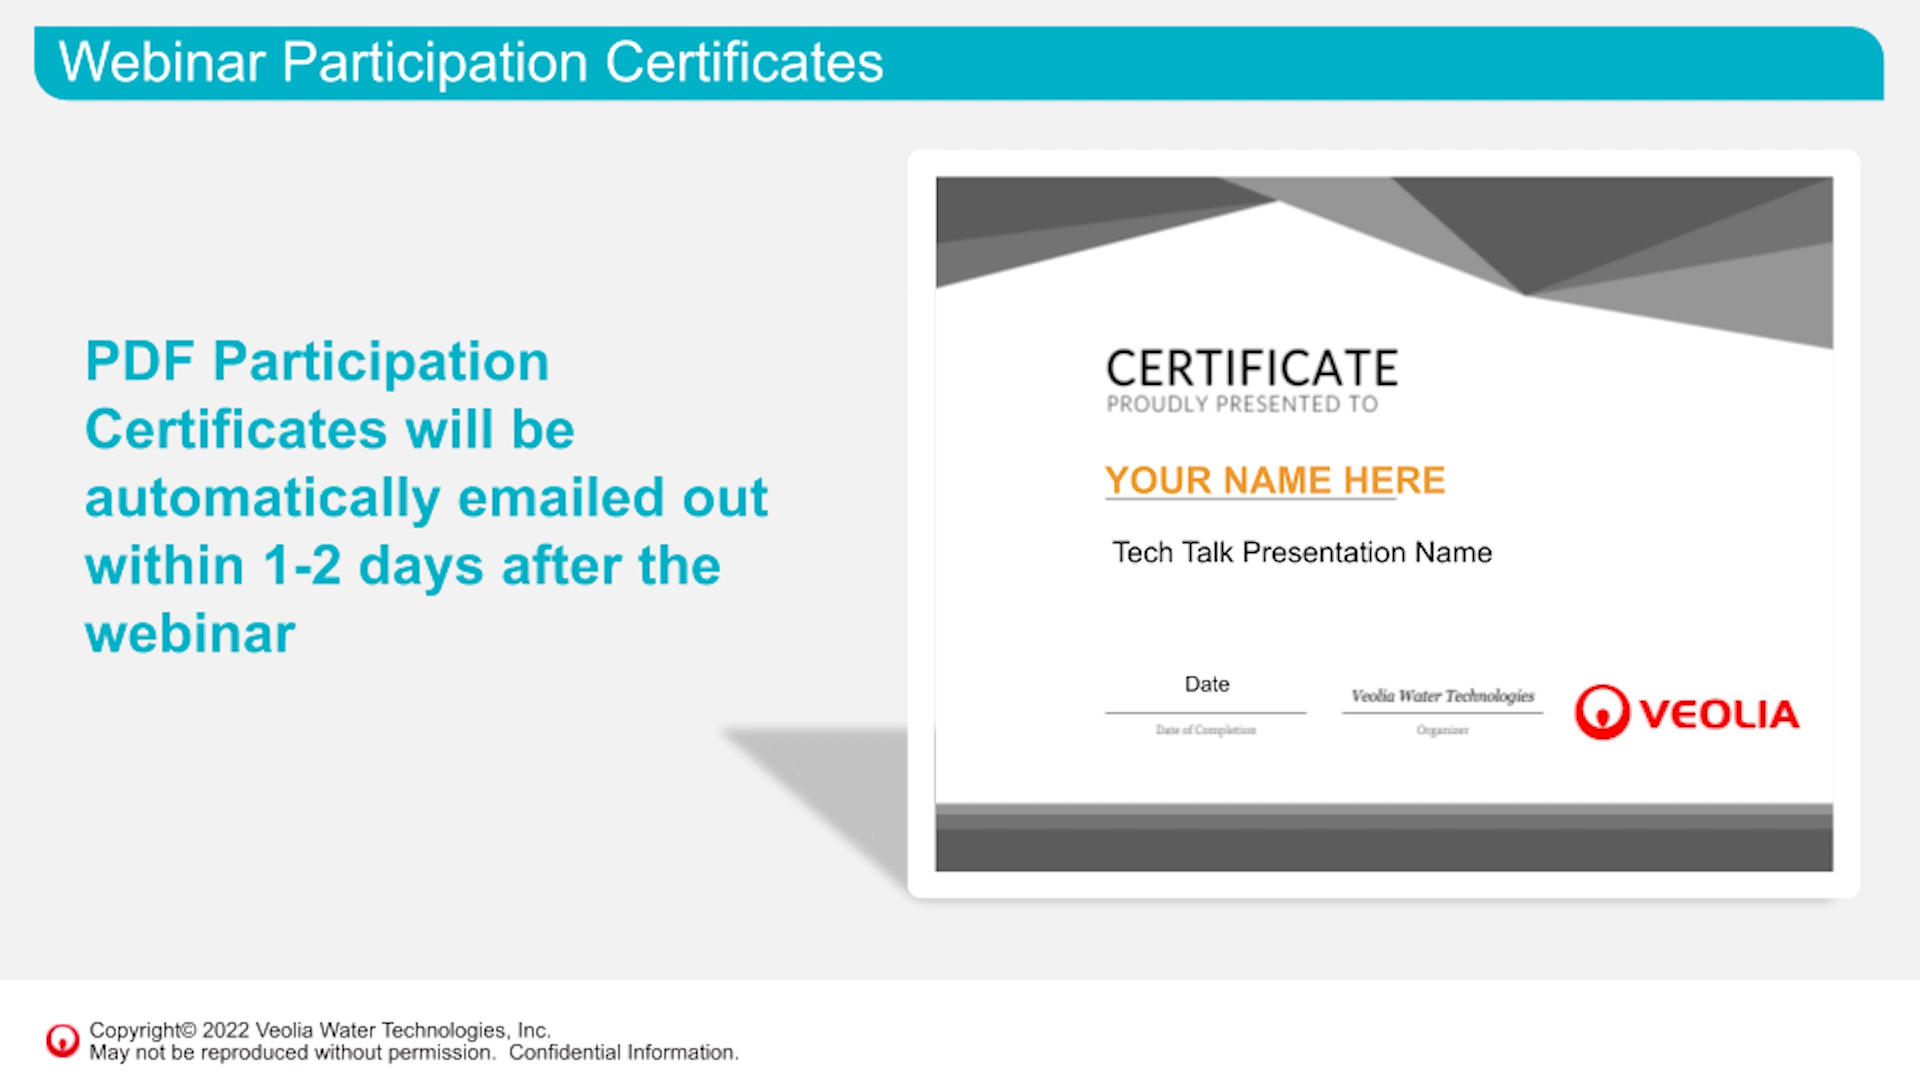 Webinar Participation Certificates
PDF Participation
Certificates will be
automatically emailed out
within 1-2 days after the
webinar
CERTIFICATE
PROUDLY PRESENTED TO
YOUR NAME HERE
Tech Talk Presentation Name
Date
Date of Completion
Veolia Water Technologies
Organizer
VEOLIA
Copyright© 2022 Veolia Water Technologies, Inc.
May not be reproduced without permission.  Confidential Information.